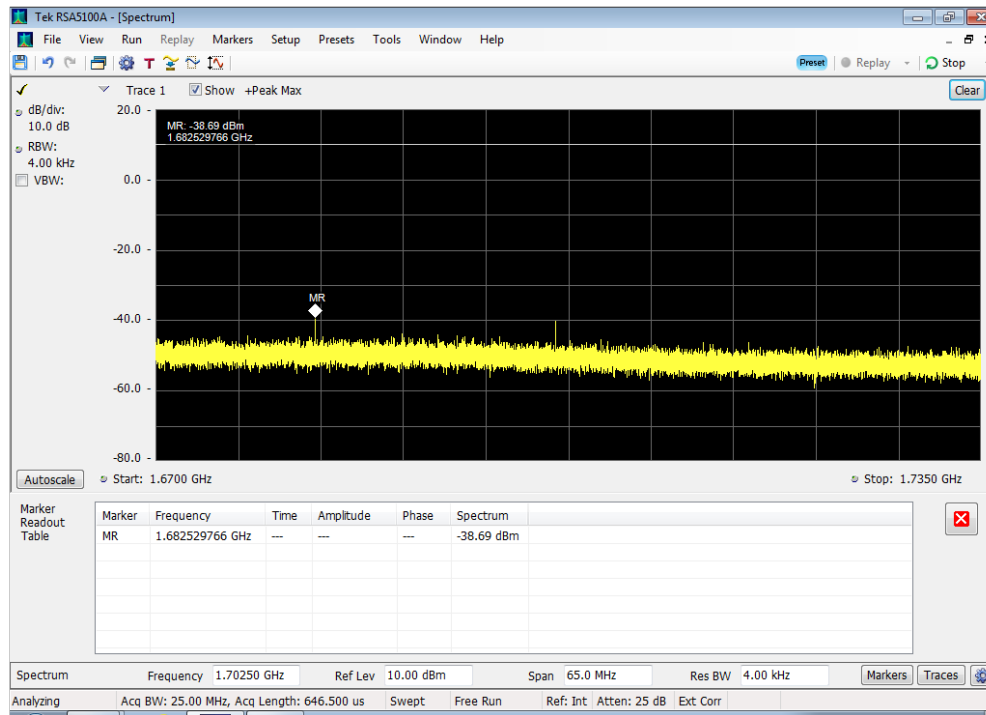 Tek RSA5100A - [Spectrum]
File View Run Replay Markers Setup Presets Tools Window Help
T Preset Replay Stop
Trace 1 Show +Peak Max Clear
dB/div:
10.0 dB
RBW:
4.00 kHz
VBW:
20.0
0.0
-20.0
-40.0
-60.0
-80.0
MR: -38.69 dBm
1.682529766 GHz
MR
Autoscale Start: 1.6700 GHz Stop: 1.7350 GHz
Marker
Readout
Table
Marker Frequency Time Amplitude Phase Spectrum
MR 1.682529766 GHz --- --- --- -38.69 dBm
Spectrum Frequency 1.70250 GHz Ref Lev 10.00 dBm Span 65.0 MHz Res BW 4.00 kHz Markers Traces
Analyzing Acq BW: 25.00 MHz, Acq Length: 646.500 us Swept Free Run Ref: Int Atten: 25 dB Ext Corr